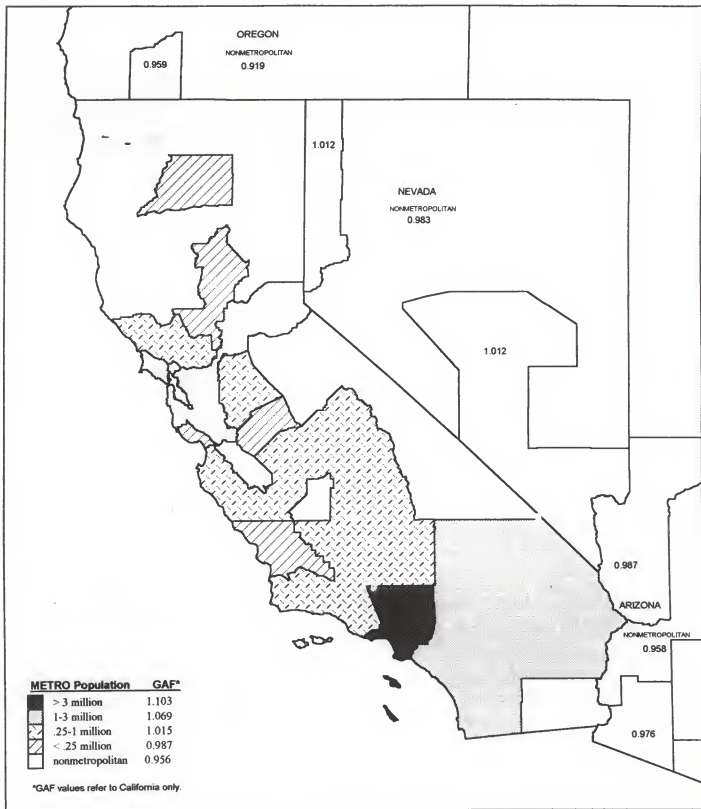 OREGON
NONMETROPOLITAN
0.919
0.959
1.012
NEVADA
NONMETROPOLITAN
0.983
1.012
0.987
ARIZONA
NONMETROPOLITAN
0.958
0.976
METRO Population GAF*
> 3 million 1.103
1-3 million 1.069
.25-1 million 1.015
< .25 million 0.987
nonmetropolitan 0.956
*GAF values refer to California only.